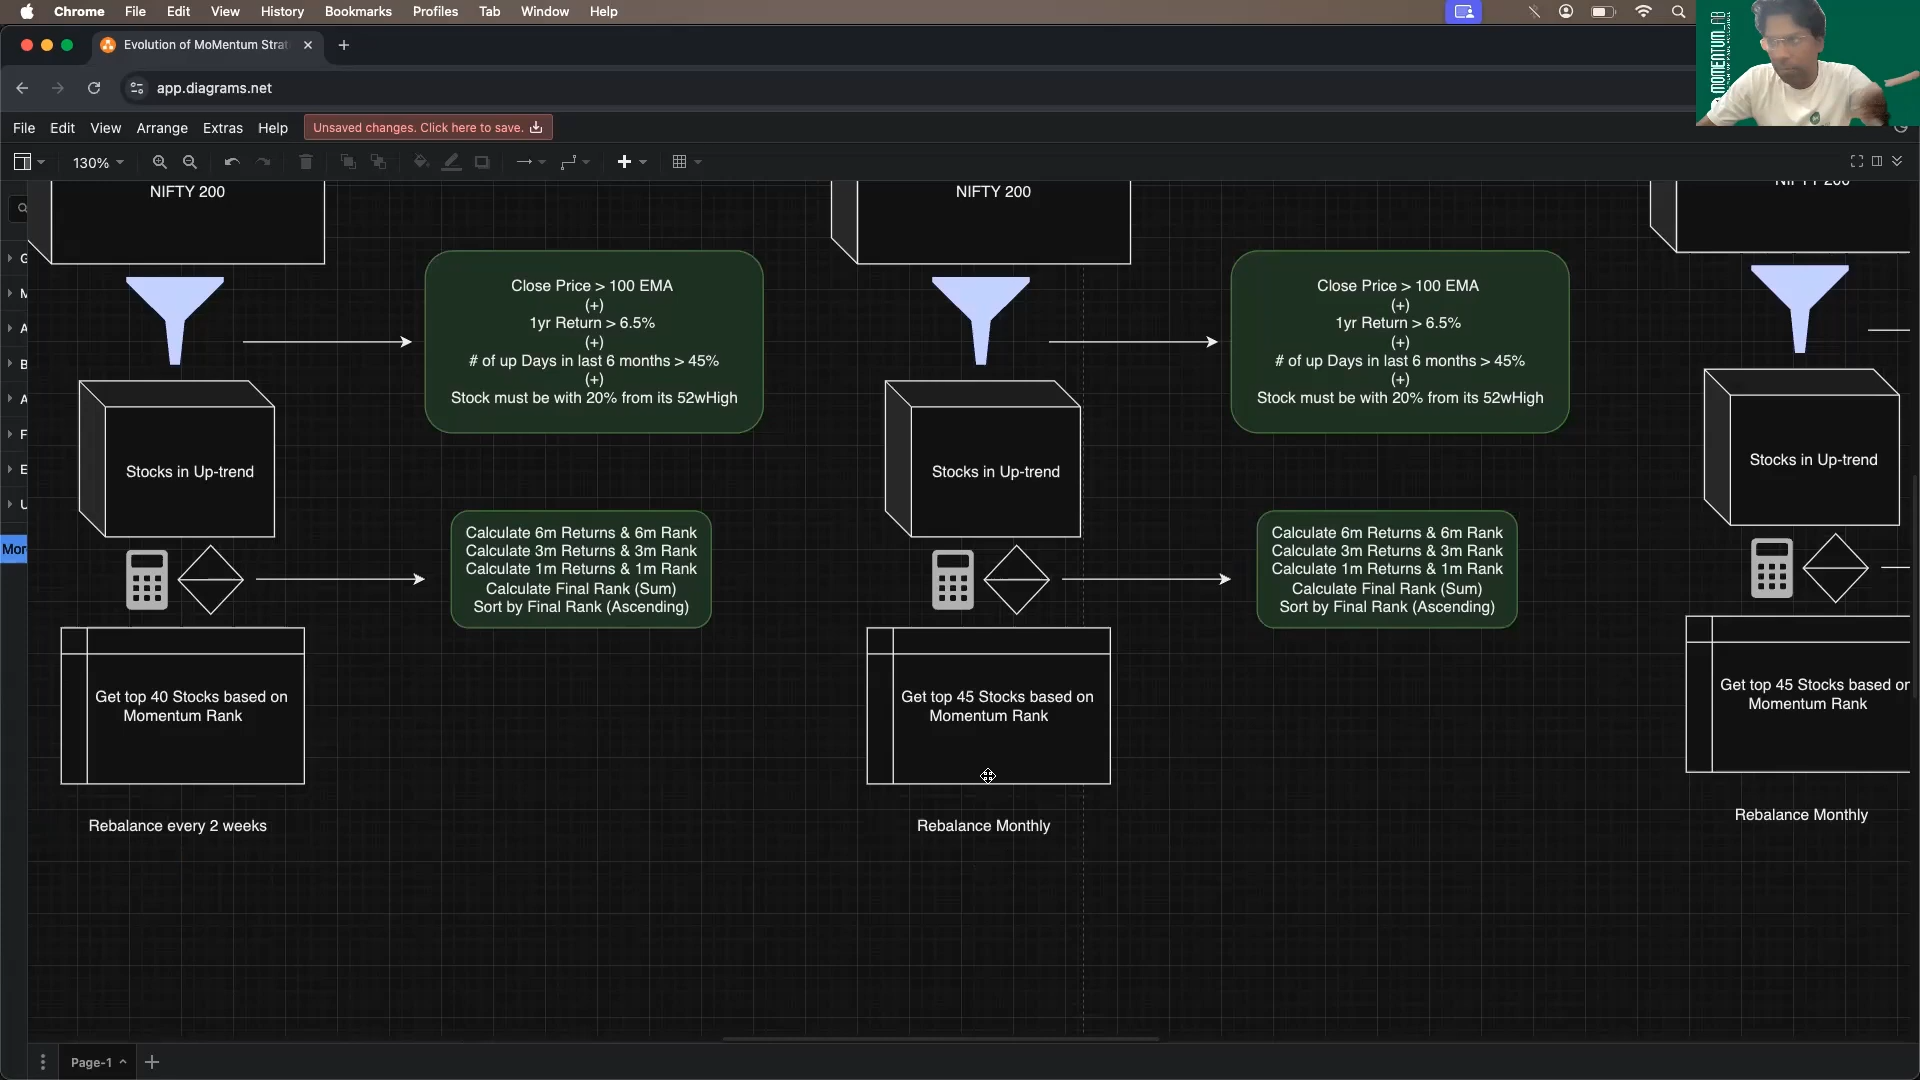 Chrome File Edit View History Bookmarks Profiles Tab Window Help
Evolution of MoMentum Strat
app.diagrams.net
File Edit View Arrange Extras Help Unsaved changes. Click here to save.
130%
MOMENTUM_LAB
NIFTY 200
NIFTY 200
NIFTY 200
Close Price > 100 EMA
(+)
1yr Return > 6.5%
(+)
# of up Days in last 6 months > 45%
(+)
Stock must be with 20% from its 52wHigh
Close Price > 100 EMA
(+)
1yr Return > 6.5%
(+)
# of up Days in last 6 months > 45%
(+)
Stock must be with 20% from its 52wHigh
Stocks in Up-trend
Stocks in Up-trend
Stocks in Up-trend
Calculate 6m Returns & 6m Rank
Calculate 3m Returns & 3m Rank
Calculate 1m Returns & 1m Rank
Calculate Final Rank (Sum)
Sort by Final Rank (Ascending)
Calculate 6m Returns & 6m Rank
Calculate 3m Returns & 3m Rank
Calculate 1m Returns & 1m Rank
Calculate Final Rank (Sum)
Sort by Final Rank (Ascending)
Mor
Get top 40 Stocks based on
Momentum Rank
Get top 45 Stocks based on
Momentum Rank
Get top 45 Stocks based or
Momentum Rank
Rebalance every 2 weeks
Rebalance Monthly
Rebalance Monthly
Page-1